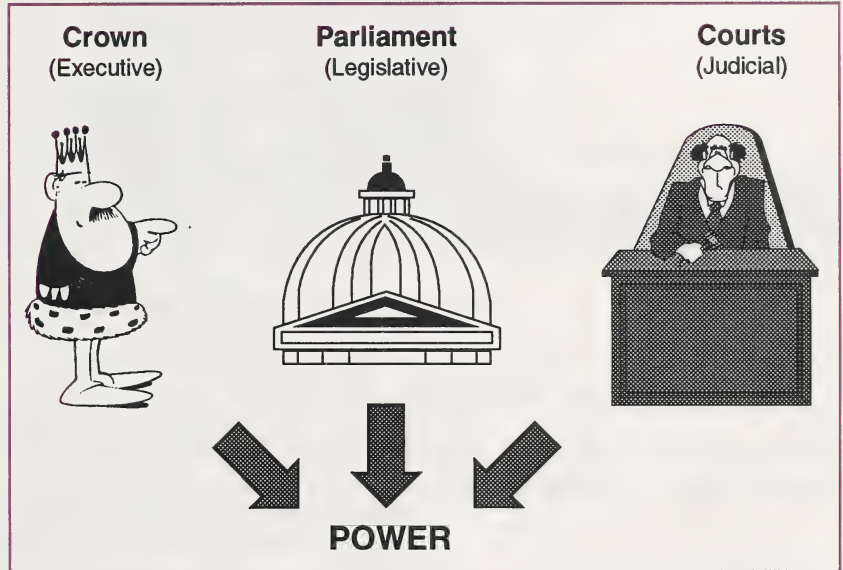 Crown
(Executive)
Parliament
(Legislative)
Courts
(Judicial)
POWER